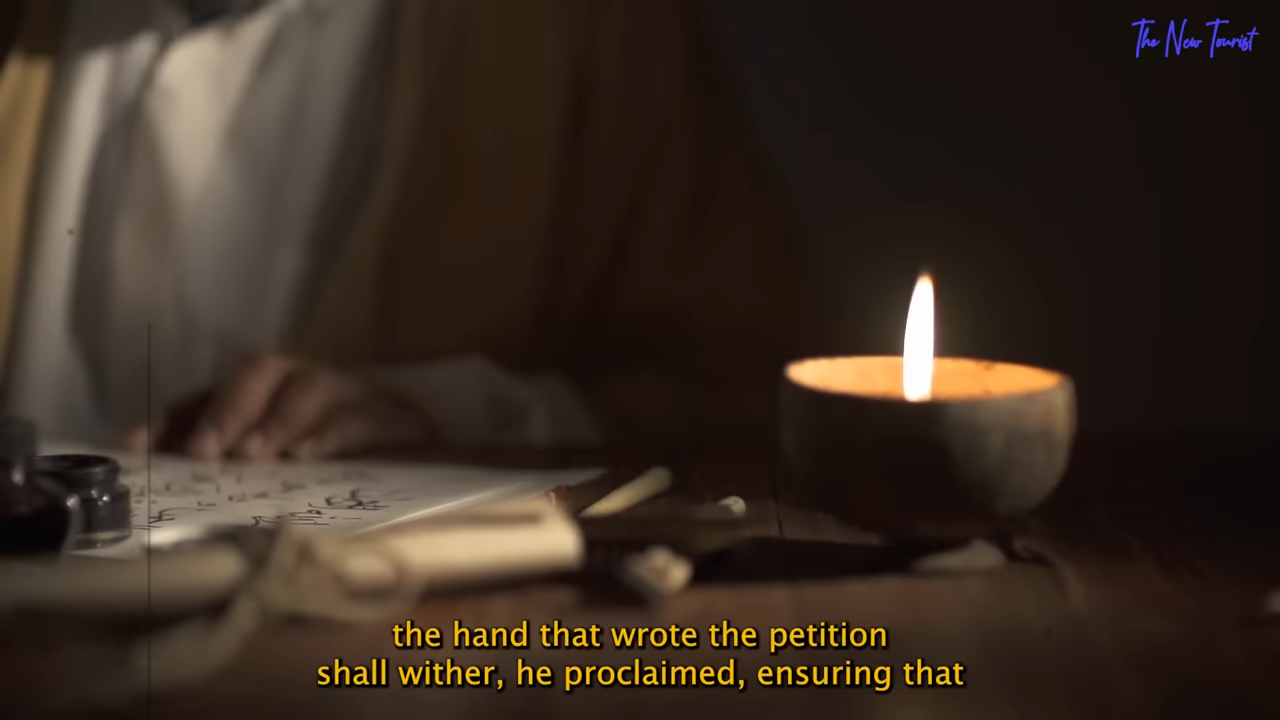 The New Tourist
the hand that wrote the petition
shall wither, he proclaimed, ensuring that